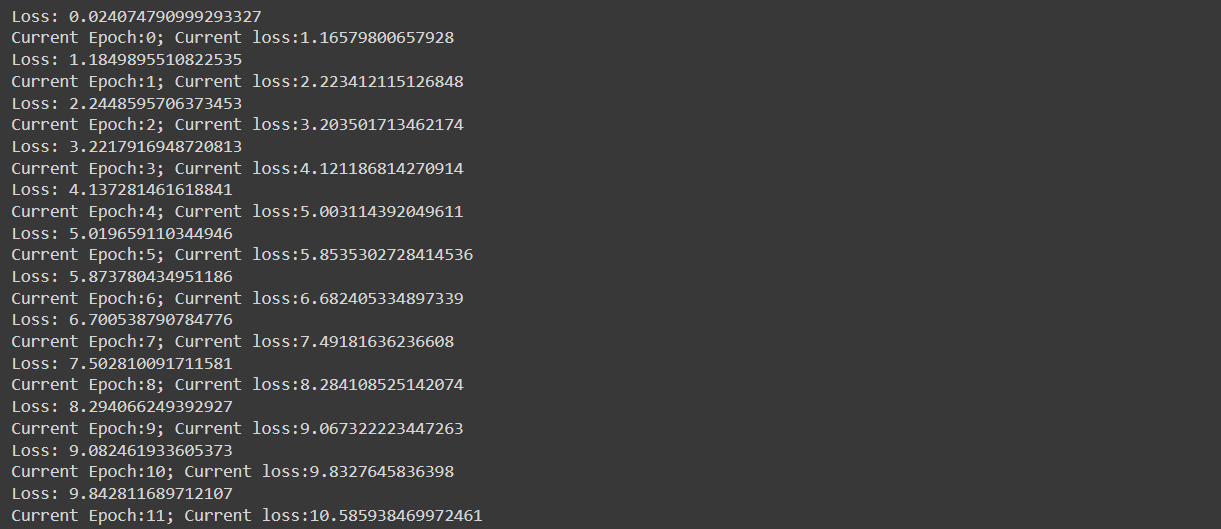 Loss: 0.024074790999293327
Current Epoch:0; Current loss:1.16579800657928
Loss: 1.1849895510822535
Current Epoch:1; Current loss:2.223412115126848
Loss: 2.2448595706373453
Current Epoch:2; Current loss:3.203501713462174
Loss: 3.2217916948720813
Current Epoch:3; Current loss:4.121186814270914
Loss: 4.137281461618841
Current Epoch:4; Current loss:5.003114392049611
Loss: 5.019659110344946
Current Epoch:5; Current loss:5.8535302728414536
Loss: 5.873780434951186
Current Epoch:6; Current loss:6.682405334897339
Loss: 6.700538790784776
Current Epoch:7; Current loss:7.49181636236608
Loss: 7.502810091711581
Current Epoch:8; Current loss:8.284108525142074
Loss: 8.294066249392927
Current Epoch:9; Current loss:9.067322223447263
Loss: 9.082461933605373
Current Epoch:10; Current loss:9.8327645836398
Loss: 9.842811689712107
Current Epoch:11; Current loss:10.585938469972461